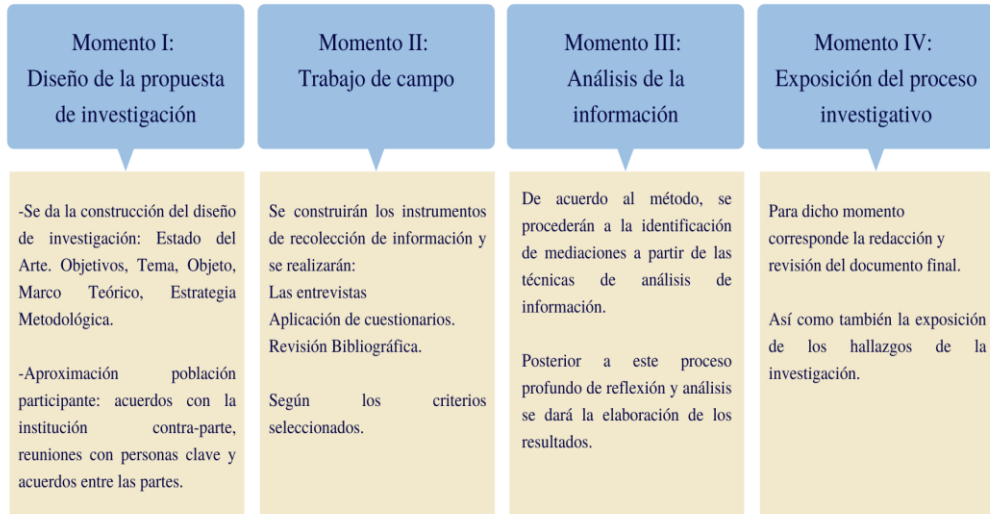 Momento I:
Diseño de la propuesta
de investigación
-Se da la construcción del diseño
de investigación: Estado del
Arte. Objetivos, Tema, Objeto,
Marco Teórico, Estrategia
Metodológica.
-Aproximación población
participante: acuerdos con la
institución contra-parte,
reuniones con personas clave y
acuerdos entre las partes.
Momento II:
Trabajo de campo
Se construirán los instrumentos
de recolección de información y
se realizarán:
Las entrevistas
Aplicación de cuestionarios.
Revisión Bibliográfica.
Según los criterios
seleccionados.
Momento III:
Análisis de la
información
De acuerdo al método, se
procederán a la identificación
de mediaciones a partir de las
técnicas de análisis de
información.
Posterior a este proceso
profundo de reflexión y análisis
se dará la elaboración de los
resultados.
Momento IV:
Exposición del proceso
investigativo
Para dicho momento
corresponde la redacción y
revisión del documento final.
Así como también la exposición
de los hallazgos de la
investigación.